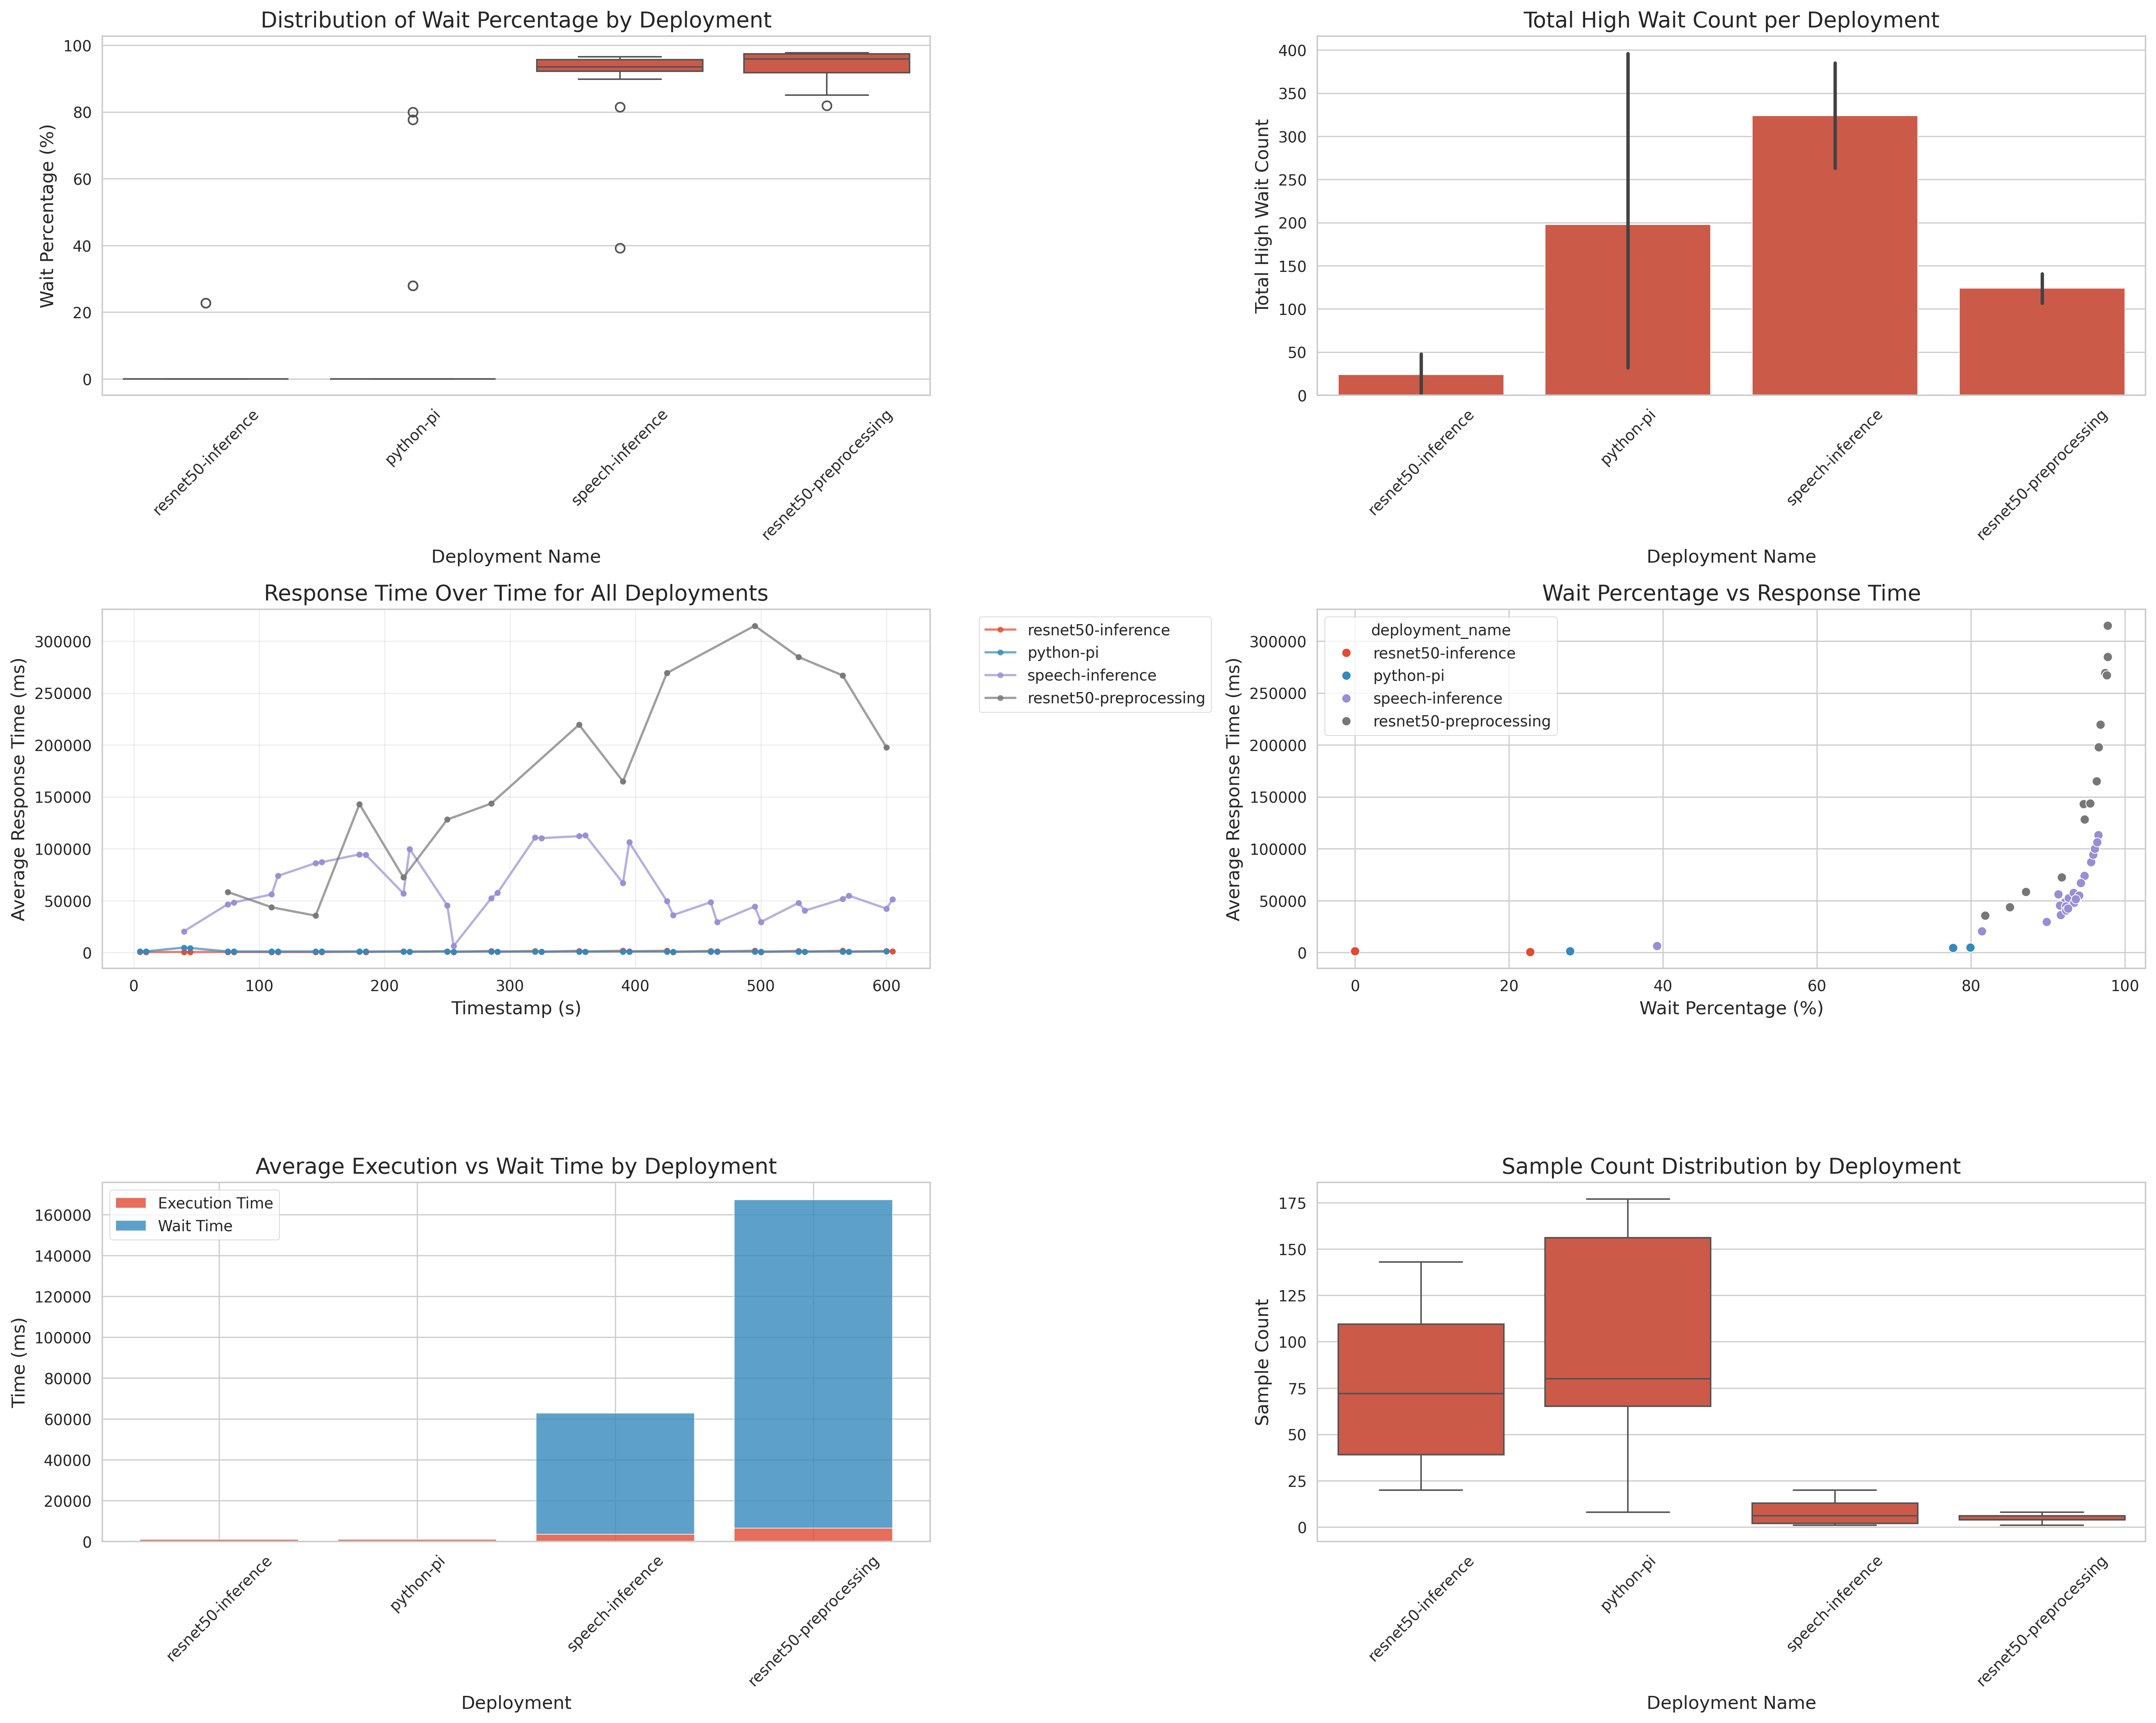 Distribution of Wait Percentage by Deployment
Wait Percentage (%)
100
80
60
40
20
0
resnet50-inference
python-pi
speech-inference
resnet50-preprocessing
Deployment Name
Total High Wait Count per Deployment
Total High Wait Count
400
350
300
250
200
150
100
50
0
resnet50-inference
python-pi
speech-inference
resnet50-preprocessing
Deployment Name
Response Time Over Time for All Deployments
Average Response Time (ms)
300000
250000
200000
150000
100000
50000
0
0 100 200 300 400 500 600
Timestamp (s)
resnet50-inference
python-pi
speech-inference
resnet50-preprocessing
Wait Percentage vs Response Time
Average Response Time (ms)
300000
250000
200000
150000
100000
50000
0
deployment_name
resnet50-inference
python-pi
speech-inference
resnet50-preprocessing
0 20 40 60 80 100
Wait Percentage (%)
Average Execution vs Wait Time by Deployment
Time (ms)
160000
140000
120000
100000
80000
60000
40000
20000
0
Execution Time
Wait Time
resnet50-inference
python-pi
speech-inference
resnet50-preprocessing
Deployment
Sample Count Distribution by Deployment
Sample Count
175
150
125
100
75
50
25
0
resnet50-inference
python-pi
speech-inference
resnet50-preprocessing
Deployment Name